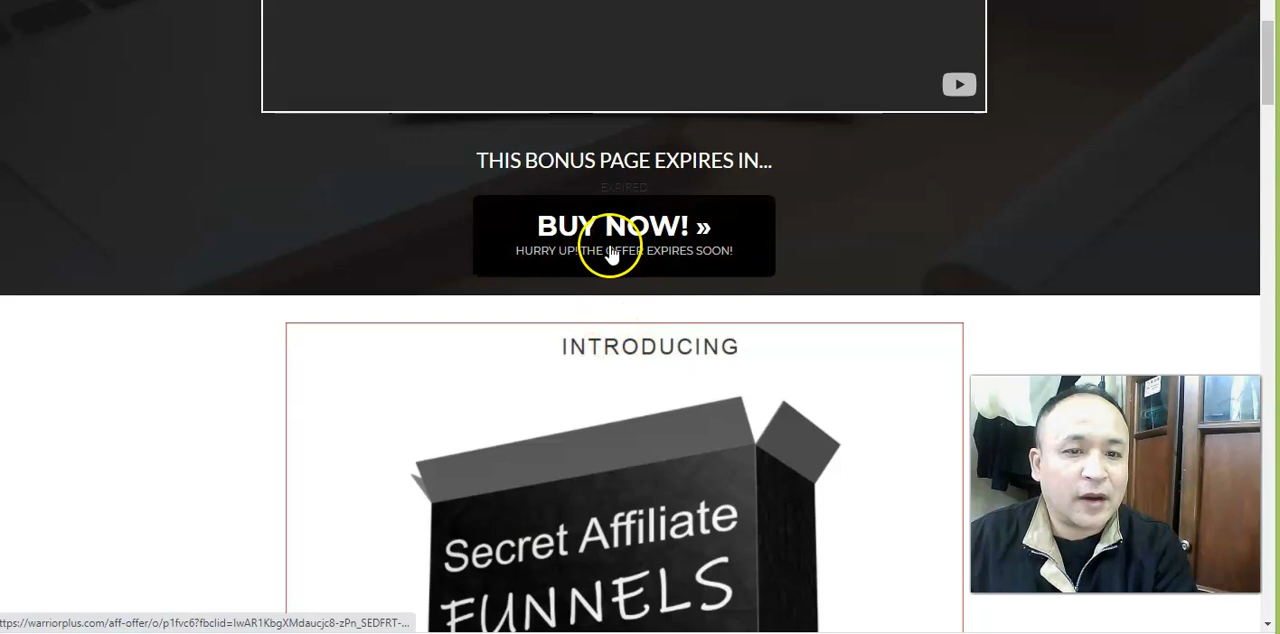 THIS BONUS PAGE EXPIRES IN...
EXPIRED
BUY NOW! »
HURRY UP! THE OFFER EXPIRES SOON!
INTRODUCING
Secret Affiliate
FUNNELS
https://warriorplus.com/aff-offer/o/p1fvc6?fbclid=IwAR1KbgXMdaucjc8-zPn_SEDFRT-...